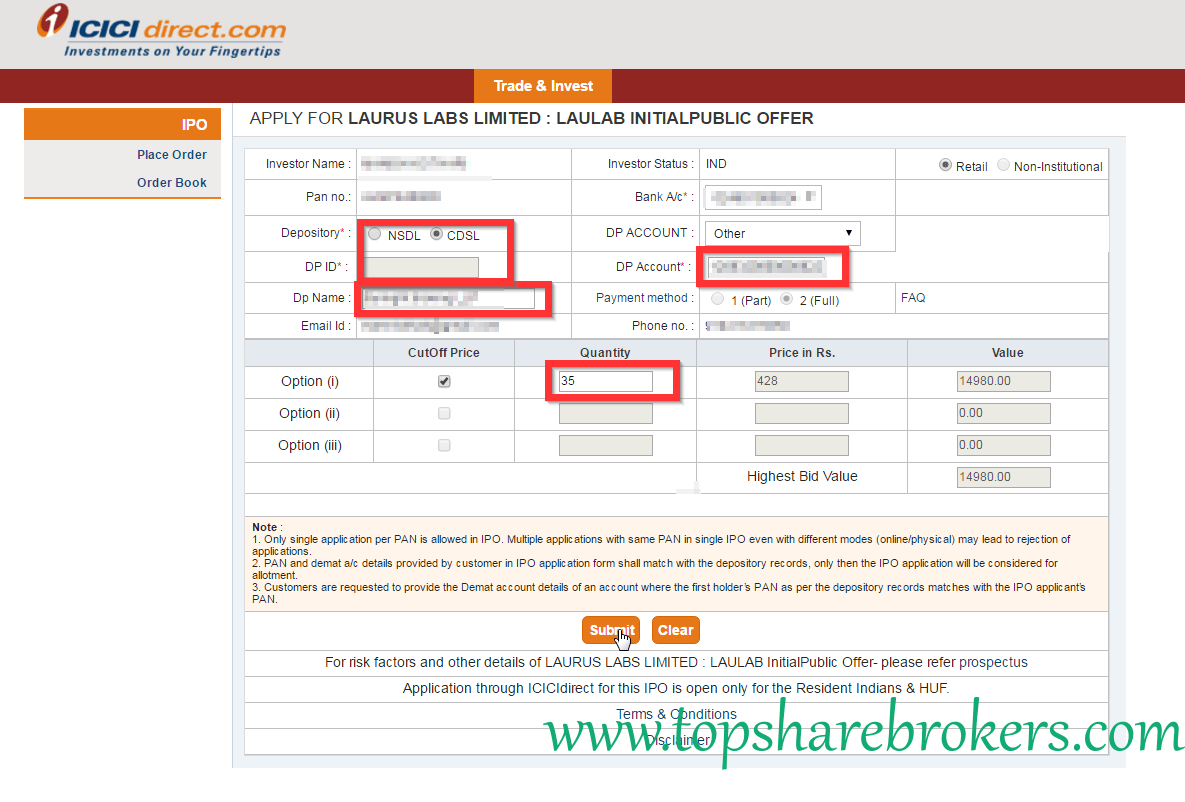 ICICI direct.com
Investments on Your Fingertips
Trade & Invest
IPO
Place Order
Order Book
APPLY FOR LAURUS LABS LIMITED : LAULAB INITIALPUBLIC OFFER
Investor Name : Investor Status : IND Retail Non-Institutional
Pan no.: Bank A/c* :
Depository* : NSDL CDSL DP ACCOUNT : Other
DP ID* : DP Account* :
Dp Name : Payment method : 1 (Part) 2 (Full) FAQ
Email Id : Phone no. :
CutOff Price Quantity Price in Rs. Value
Option (i) 35 428 14980.00
Option (ii) 0.00
Option (iii) 0.00
Highest Bid Value 14980.00
Note :
1. Only single application per PAN is allowed in IPO. Multiple applications with same PAN in single IPO even with different modes (online/physical) may lead to rejection of
applications.
2. PAN and demat a/c details provided by customer in IPO application form shall match with the depository records, only then the IPO application will be considered for
allotment.
3. Customers are requested to provide the Demat account details of an account where the first holder's PAN as per the depository records matches with the IPO applicant's
PAN.
Submit Clear
For risk factors and other details of LAURUS LABS LIMITED : LAULAB InitialPublic Offer- please refer prospectus
Application through ICICIdirect for this IPO is open only for the Resident Indians & HUF.
Terms & Conditions
Disclaimer
www.topsharebrokers.com